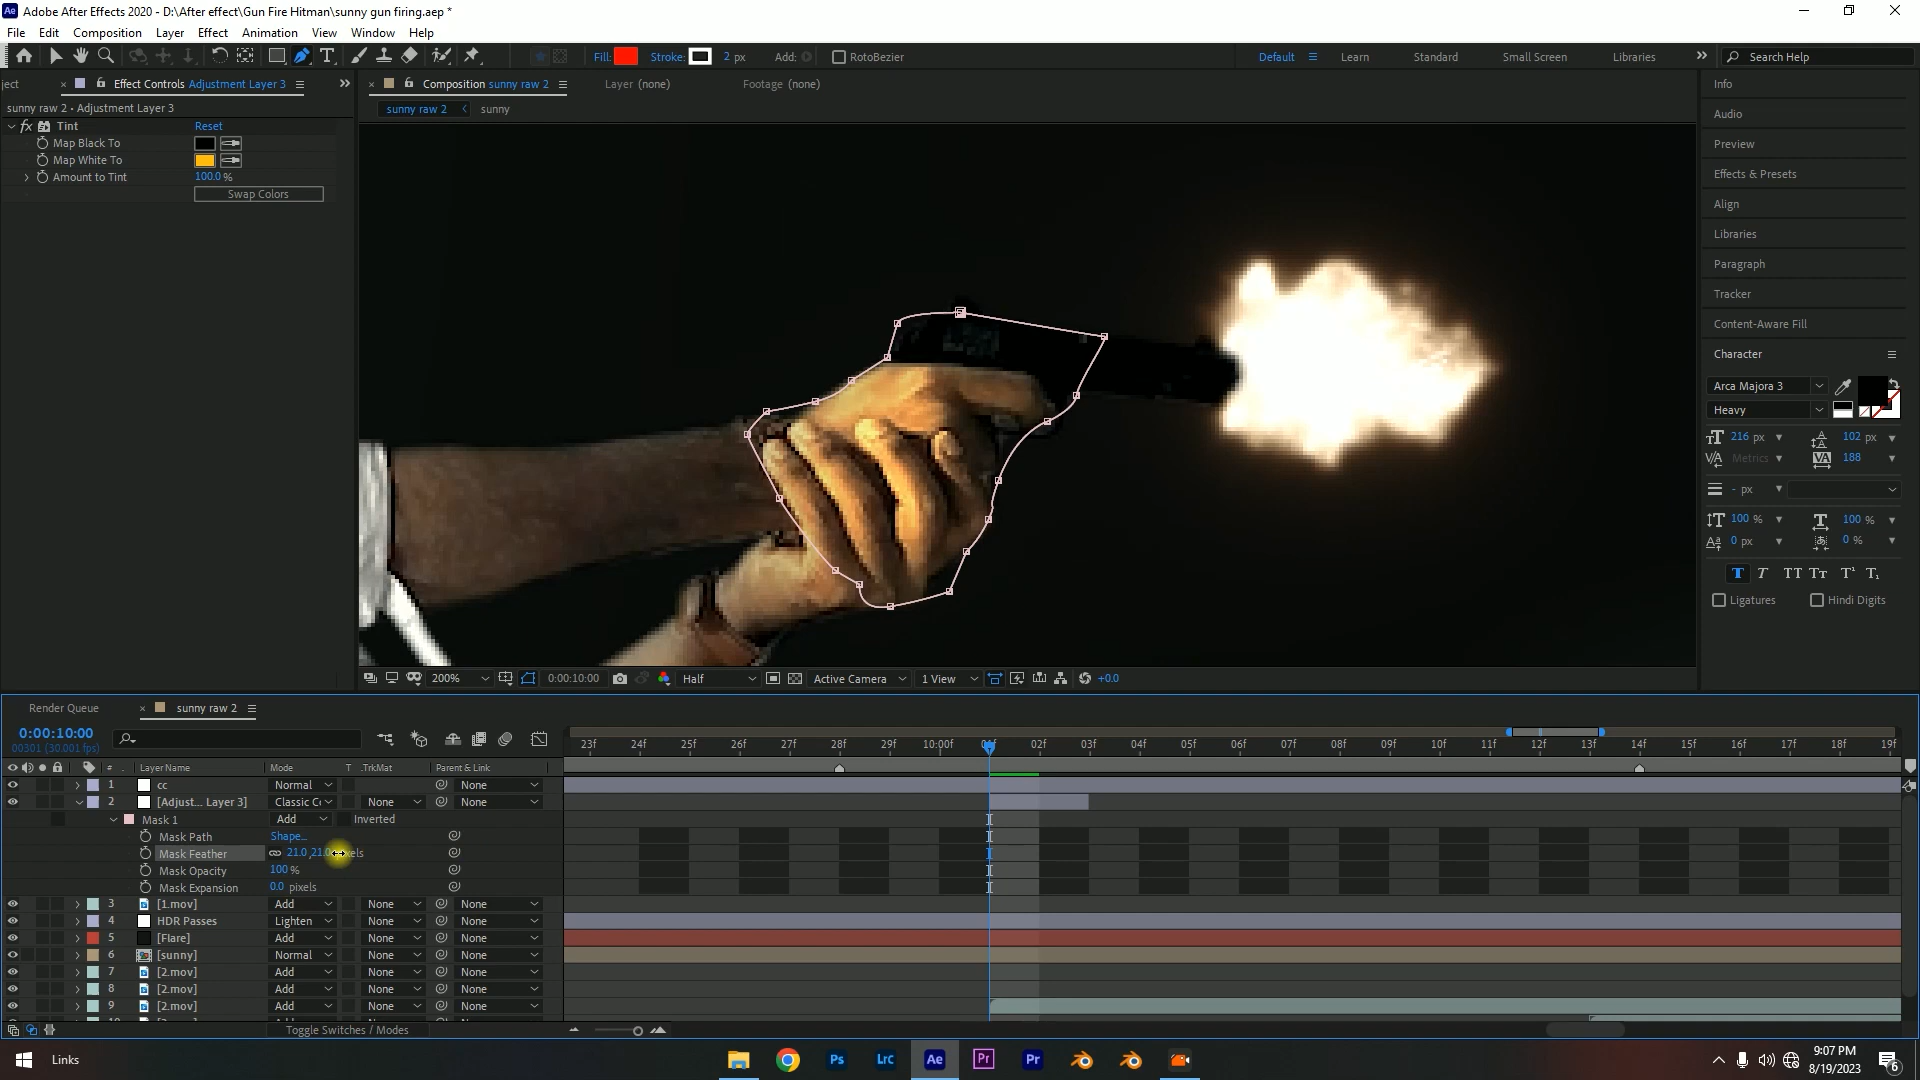 Adobe After Effects 2020 - D:\After effect\Gun Fire Hitman\sunny gun firing.aep *
File Edit Composition Layer Effect Animation View Window Help
Fill: Stroke: 2 px Add: RotoBezier Default Learn Standard Small Screen Libraries Search Help
ject Effect Controls Adjustment Layer 3 Composition sunny raw 2 Layer (none) Footage (none) Info
sunny raw 2 • Adjustment Layer 3 sunny raw 2 sunny
Audio
fx Tint Reset
Map Black To
Preview
Map White To
Amount to Tint 100.0 %
Effects & Presets
Swap Colors
Align
Libraries
Paragraph
Tracker
Content-Aware Fill
Character
Arca Majora 3
Heavy
216 px 102 px
Metrics 188
- px
100 % 100 %
0 px 0 %
T T TT Tt T¹ T₁
Ligatures Hindi Digits
200% 0:00:10:00 Half Active Camera 1 View +0.0
Render Queue sunny raw 2
0:00:10:00
00301 (30.001 fps)
23f 24f 25f 26f 27f 28f 29f 10:00f 01f 02f 03f 04f 05f 06f 07f 08f 09f 10f 11f 12f 13f 14f 15f 16f 17f 18f 19f
# Layer Name Mode T .TrkMat Parent & Link
1 cc Normal None
2 [Adjust... Layer 3] Classic Co None None
Mask 1 Add Inverted
Mask Path Shape...
Mask Feather 21.0 ,21.0
Mask Opacity 100 %
Mask Expansion 0.0 pixels
3 [1.mov] Add None None
4 HDR Passes Lighten None None
5 [Flare] Add None None
6 [sunny] Normal None None
7 [2.mov] Add None None
8 [2.mov] Add None None
9 [2.mov] Add None None
Toggle Switches / Modes
Links Ps Lrc Ae Pr Pr 9:07 PM
8/19/2023 6